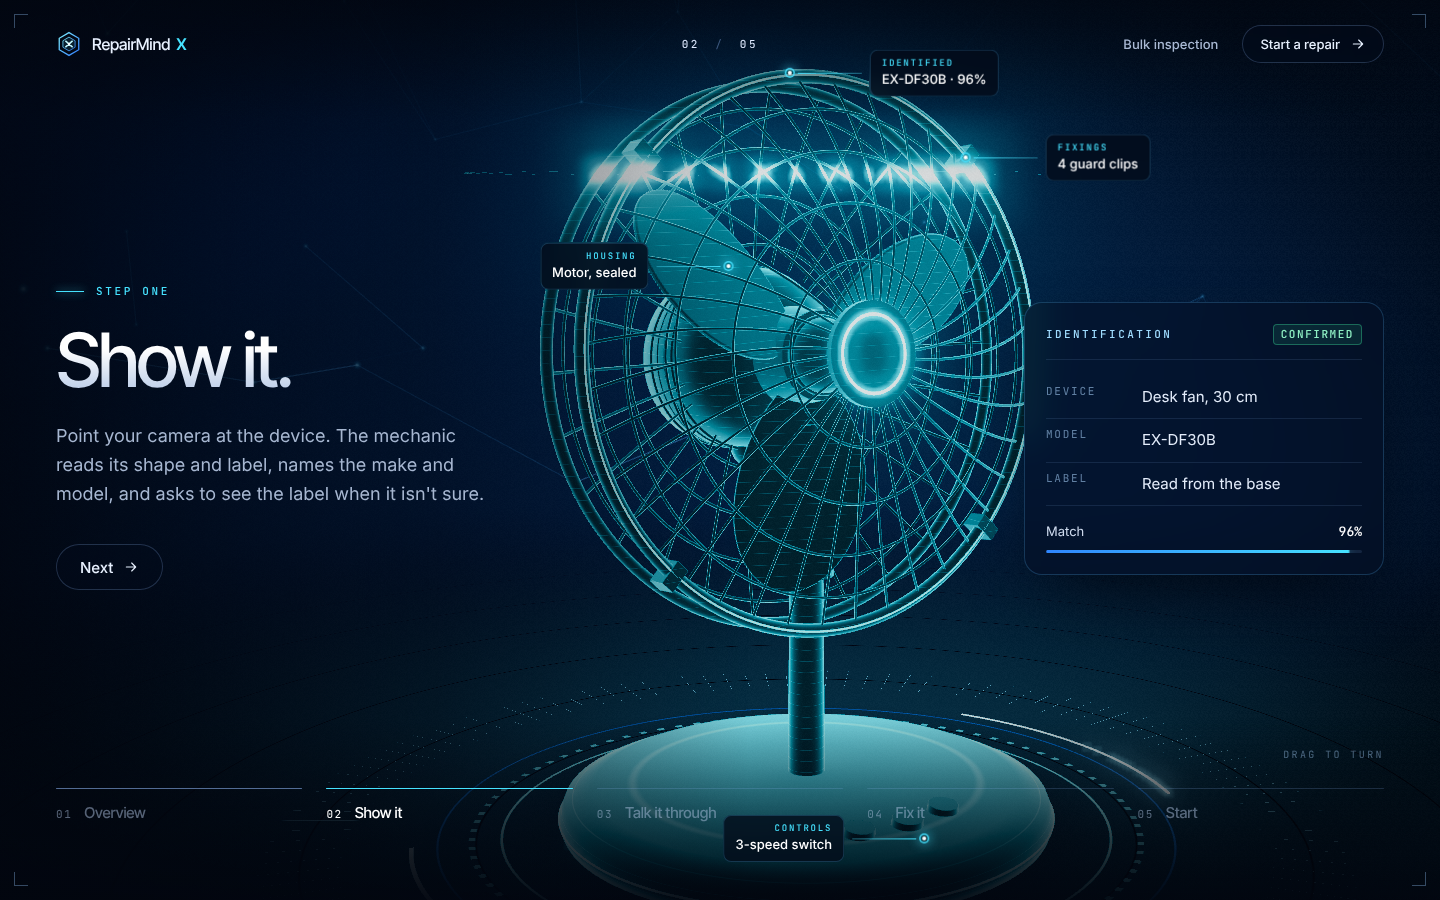 RepairMind X
02 / 05
Bulk inspection
Start a repair
IDENTIFIED
EX-DF30B · 96%
FIXINGS
4 guard clips
HOUSING
Motor, sealed
STEP ONE
Show it.
Point your camera at the device. The mechanic
reads its shape and label, names the make and
model, and asks to see the label when it isn't sure.
Next
IDENTIFICATION
CONFIRMED
DEVICE
Desk fan, 30 cm
MODEL
EX-DF30B
LABEL
Read from the base
Match
96%
DRAG TO TURN
01 Overview
02 Show it
03 Talk it through
04 Fix it
05 Start
CONTROLS
3-speed switch